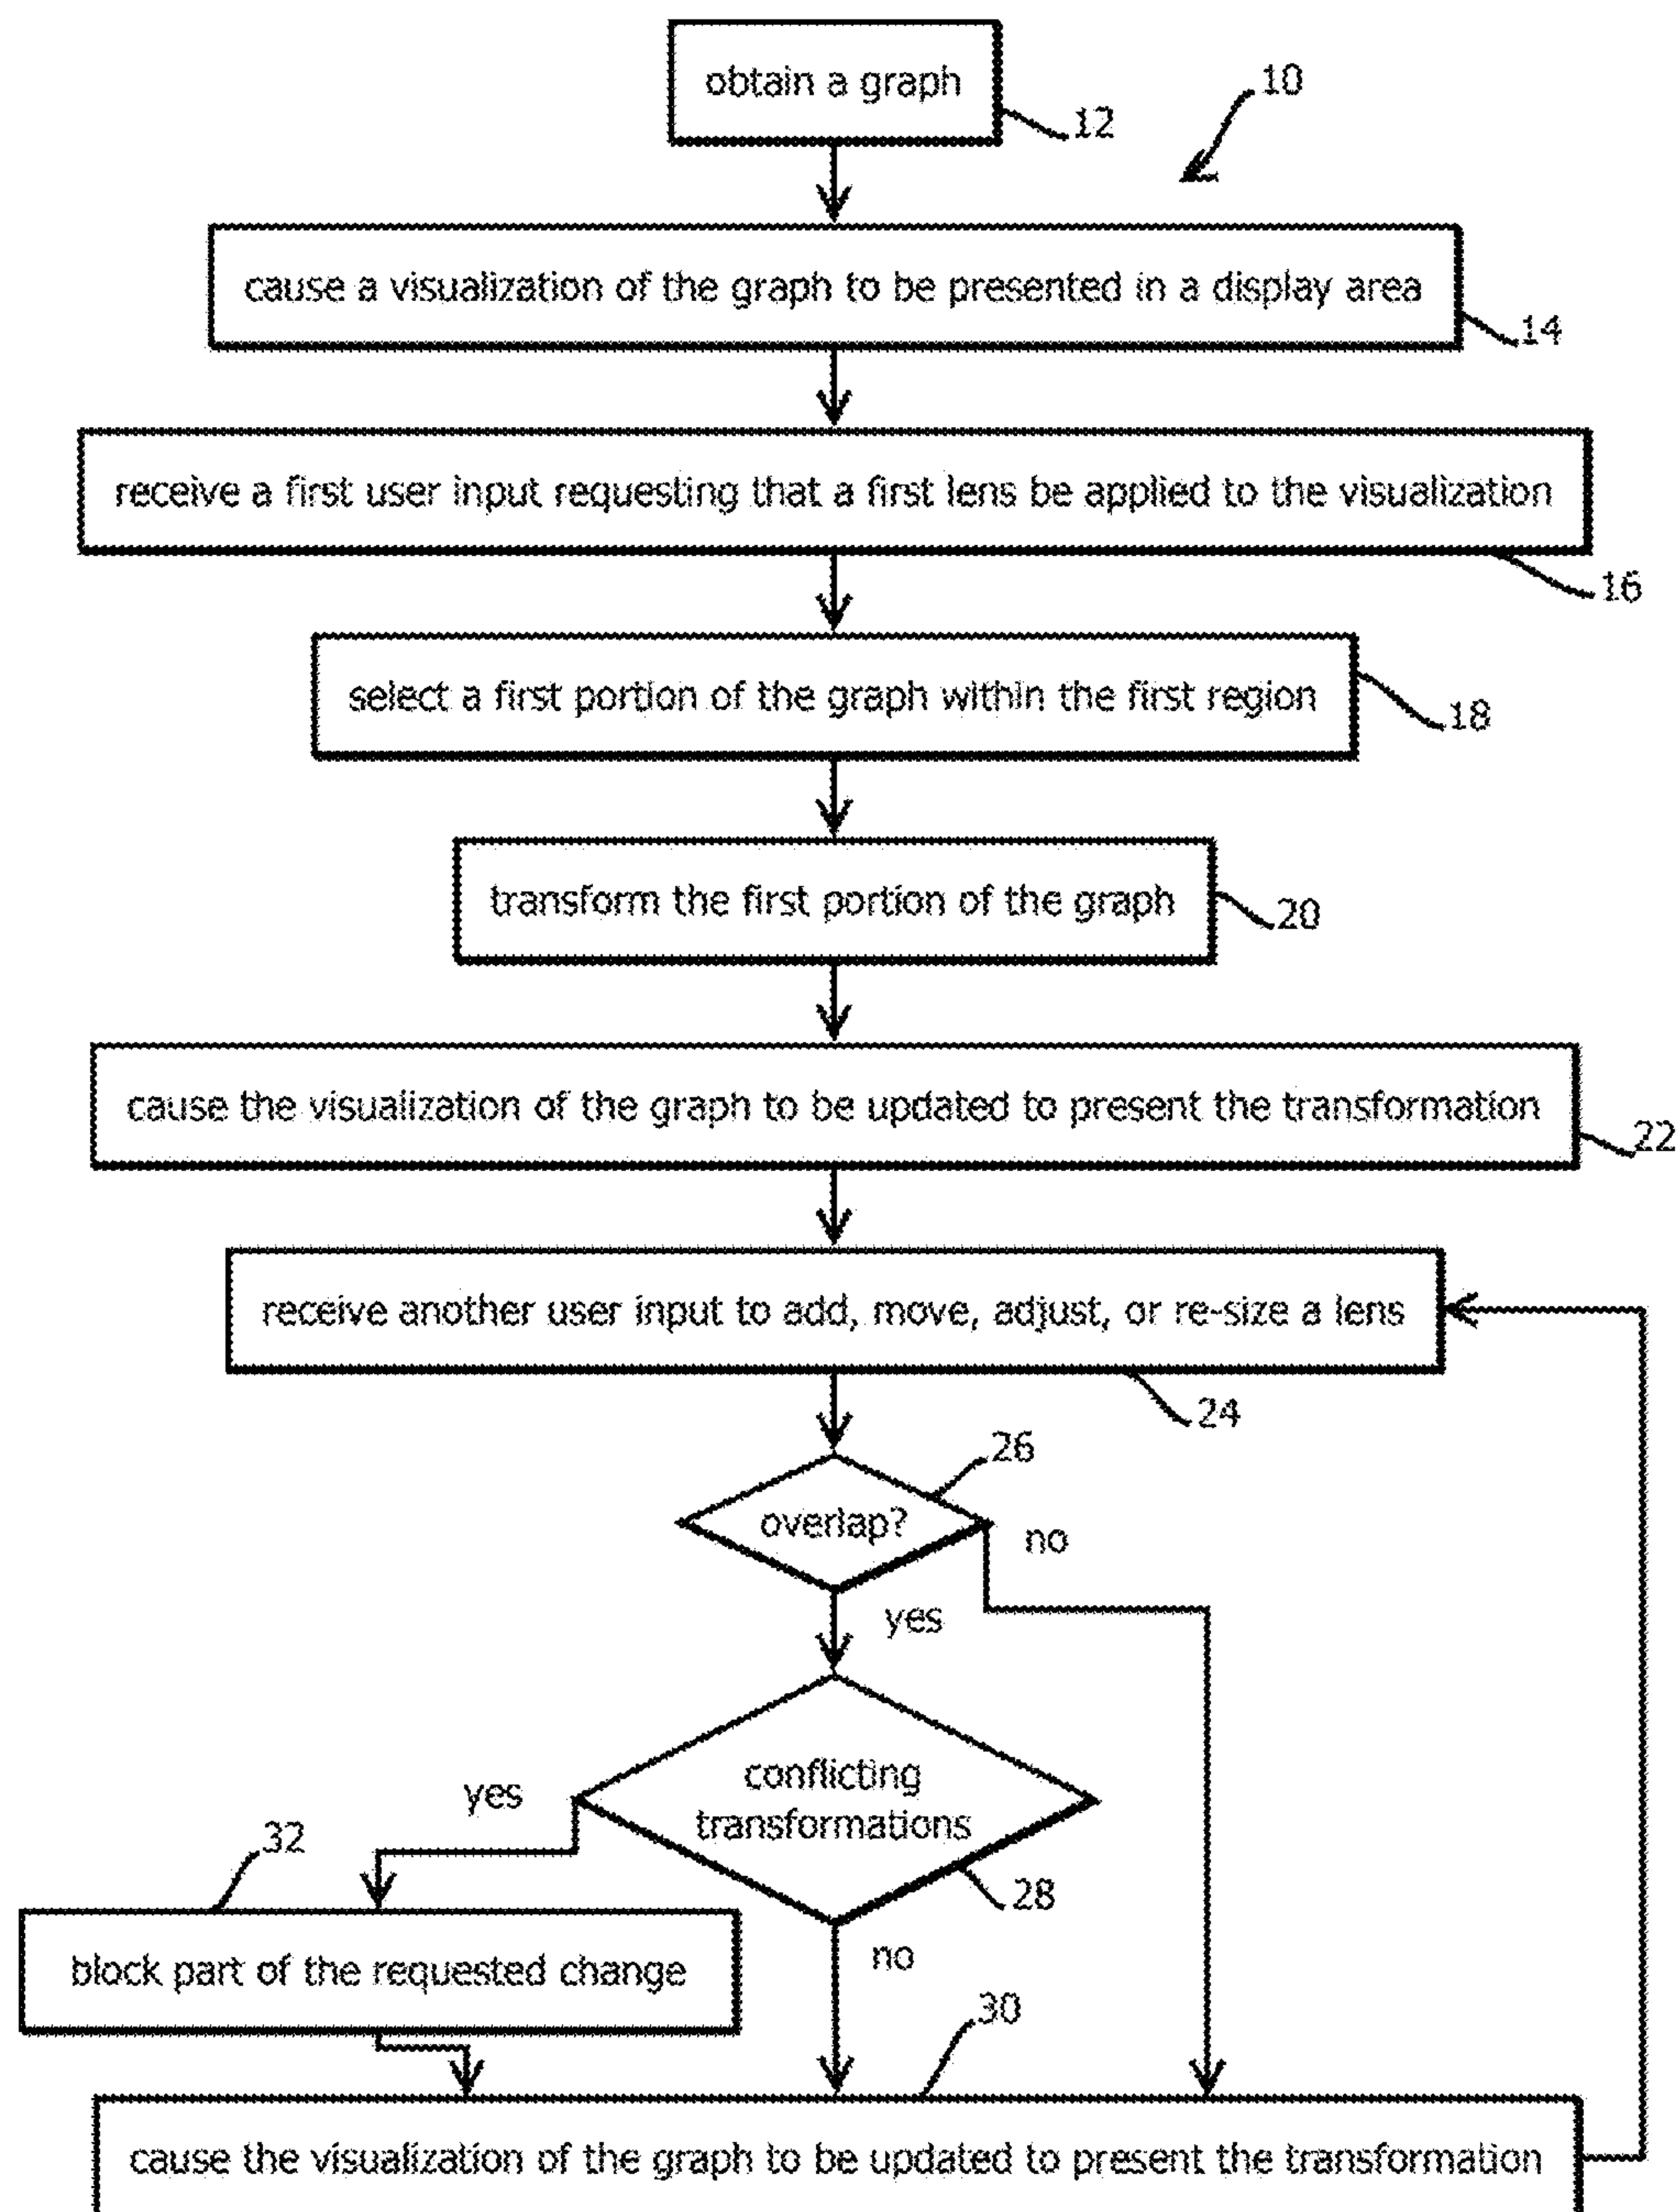 obtain a graph
10
12
cause a visualization of the graph to be presented in a display area
14
receive a first user input requesting that a first lens be applied to the visualization
16
select a first portion of the graph within the first region
18
transform the first portion of the graph
20
cause the visualization of the graph to be updated to present the transformation
22
receive another user input to add, move, adjust, or re-size a lens
24
26
overlap?
no
yes
conflicting
transformations
yes
32
28
block part of the requested change
no
30
cause the visualization of the graph to be updated to present the transformation